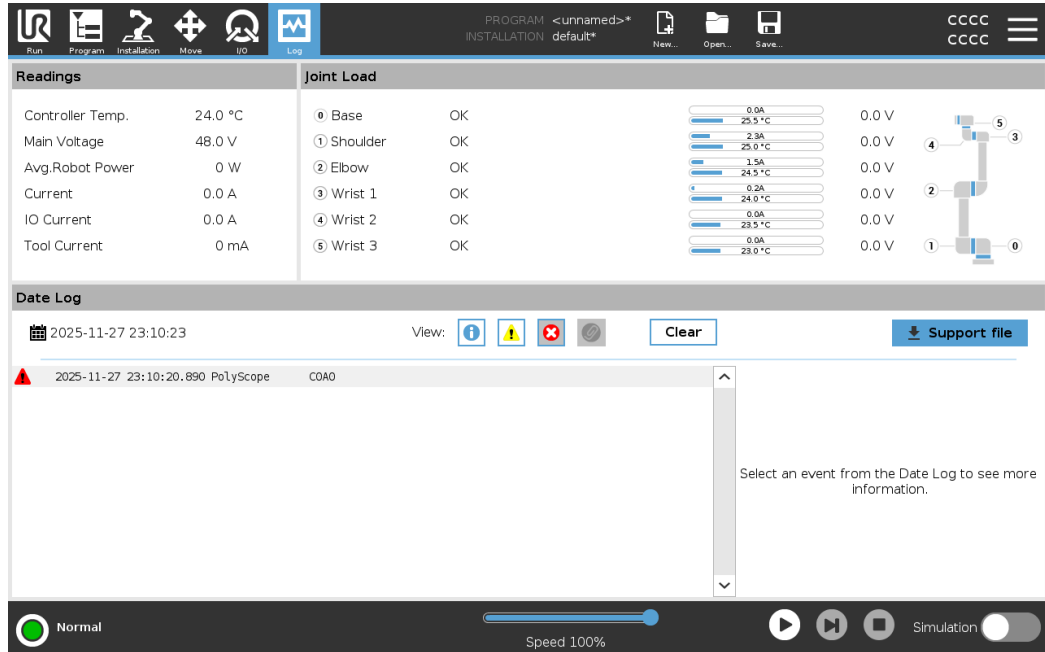 PROGRAM <unnamed>*
INSTALLATION default*
CCCC
CCCC
Run Program Installation Move I/O Log New... Open... Save...
Readings
Controller Temp. 24.0 °C
Main Voltage 48.0 V
Avg.Robot Power 0 W
Current 0.0 A
IO Current 0.0 A
Tool Current 0 mA
Joint Load
0 Base OK 0.0A 25.5 °C 0.0 V
1 Shoulder OK 2.3A 25.0 °C 0.0 V
2 Elbow OK 1.5A 24.5 °C 0.0 V
3 Wrist 1 OK 0.2A 24.0 °C 0.0 V
4 Wrist 2 OK 0.0A 23.5 °C 0.0 V
5 Wrist 3 OK 0.0A 23.0 °C 0.0 V
5
3
4
2
1 0
Date Log
2025-11-27 23:10:23 View: Clear Support file
2025-11-27 23:10:20.890 PolyScope C0A0
Select an event from the Date Log to see more
information.
Normal
Speed 100%
Simulation